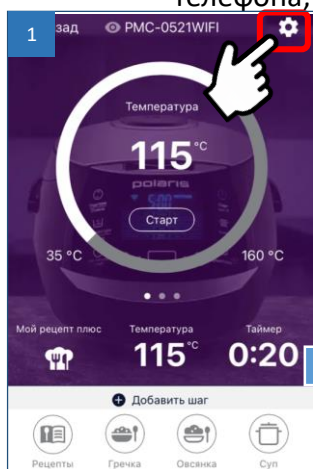 телефона,
1 зад PMC-0521WIFI
Температура
115 °C
polaris
Старт
35 °C 160 °C
Мой рецепт плюс Температура Таймер
115 °C 0:20
Добавить шаг
Рецепты Гречка Овсянка Суп